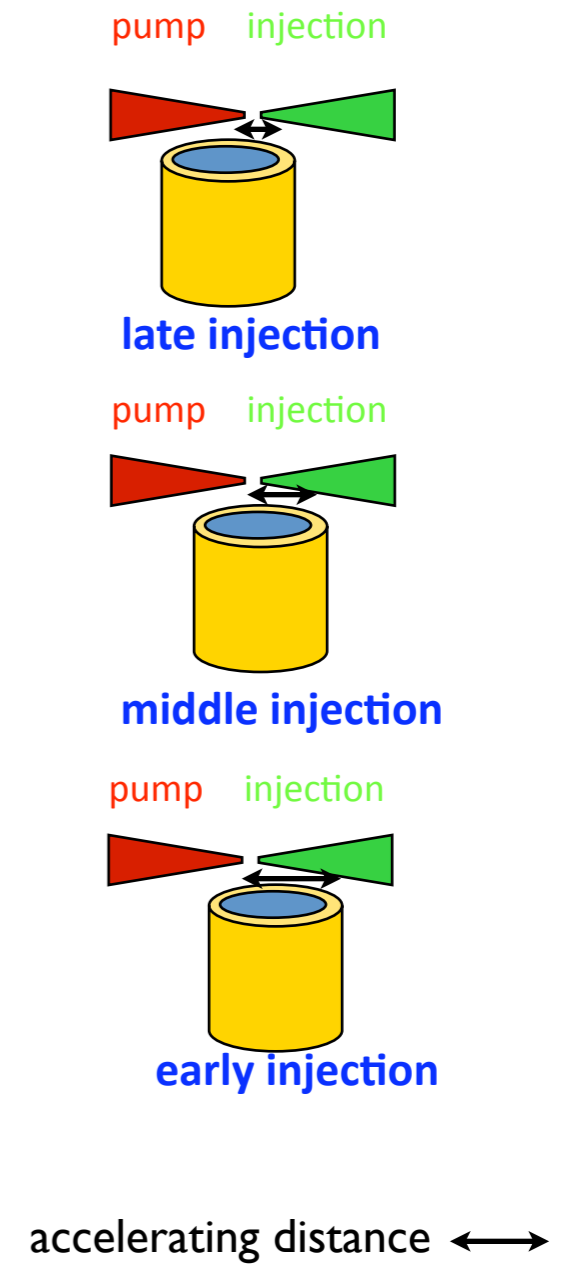 pump injection
late injection
pump injection
middle injection
pump injection
early injection
accelerating distance